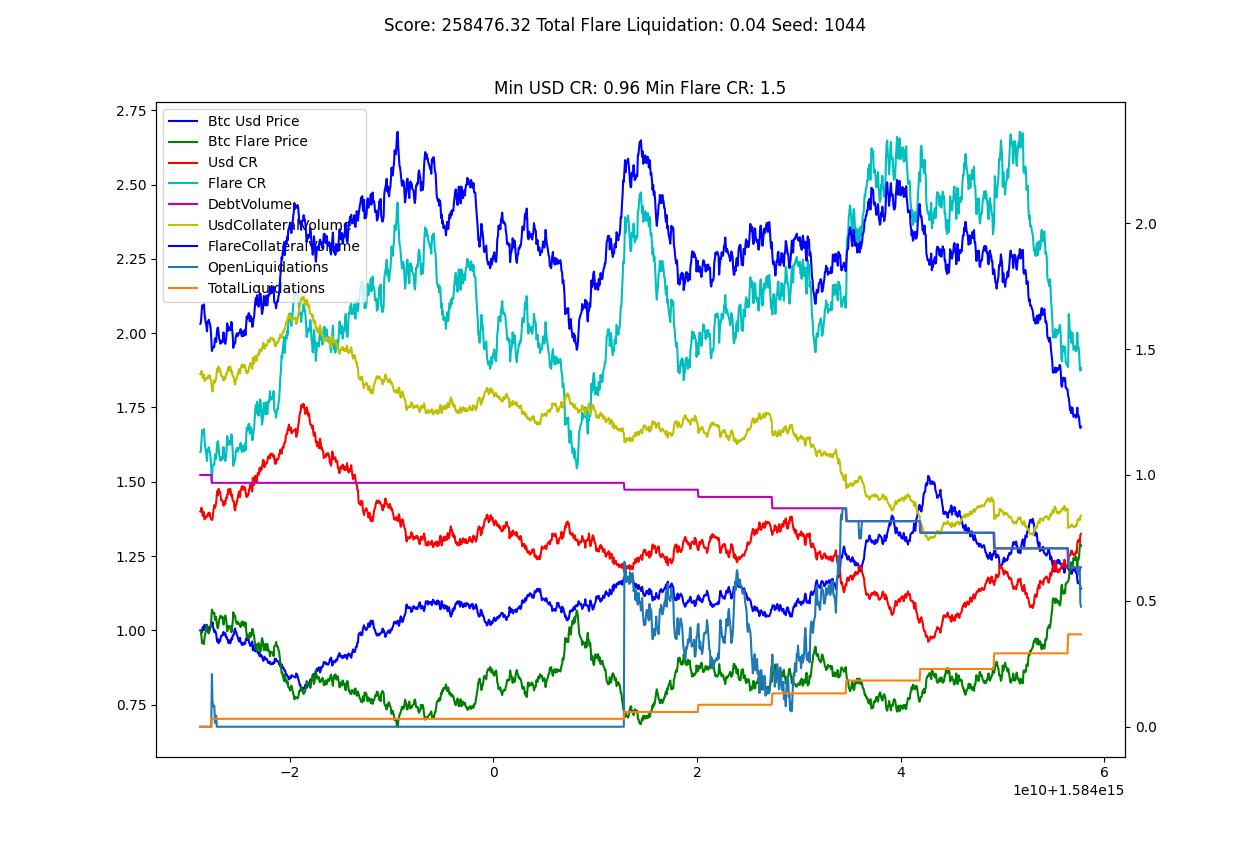 Score: 258476.32 Total Flare Liquidation: 0.04 Seed: 1044
Min USD CR: 0.96 Min Flare CR: 1.5
Btc Usd Price
Btc Flare Price
Usd CR
Flare CR
DebtVolume
UsdCollateralVolume
FlareCollateralVolume
OpenLiquidations
TotalLiquidations
2.75
2.50
2.25
2.00
1.75
1.50
1.25
1.00
0.75
2.0
1.5
1.0
0.5
0.0
−2
0
2
4
6
1e10+1.584e15